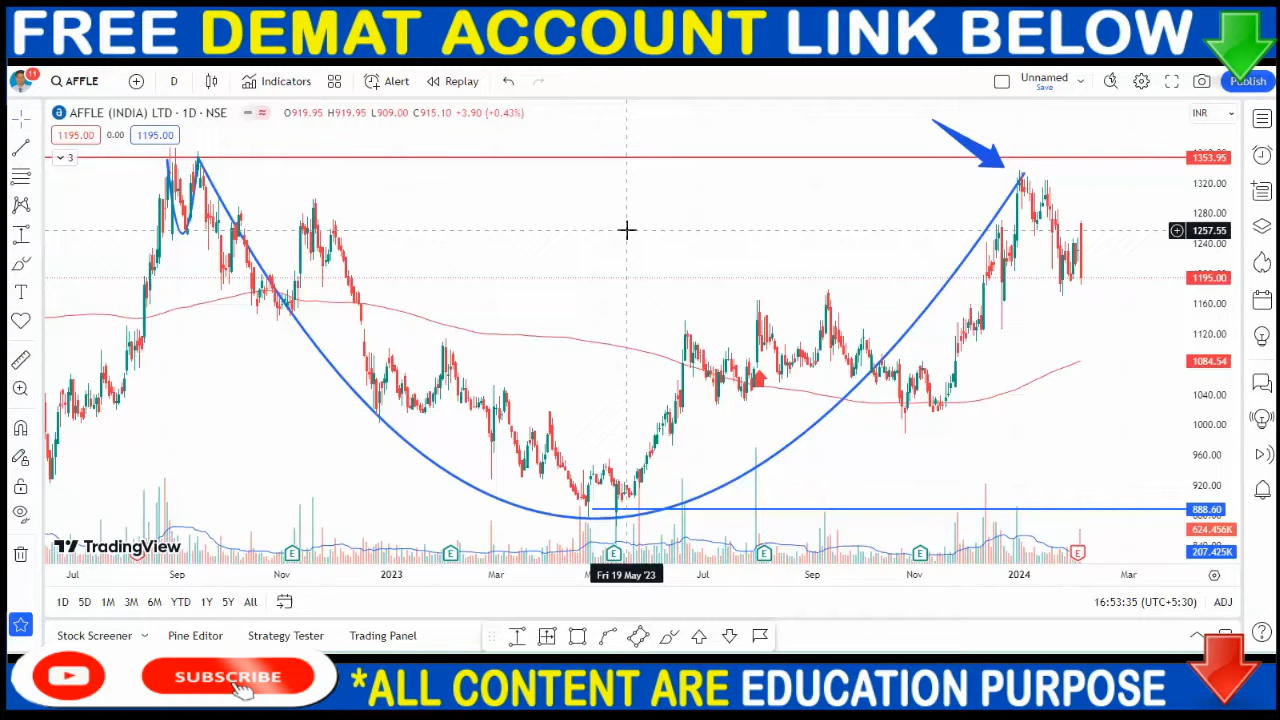 FREE DEMAT ACCOUNT LINK BELOW
11
AFFLE
D
Indicators
Alert
Replay
Unnamed
Save
Publish
AFFLE (INDIA) LTD · 1D · NSE
O919.95 H919.95 L909.00 C915.10 +3.90 (+0.43%)
INR
1195.00 0.00 1195.00
3
1353.95
1320.00
1280.00
1257.55
1240.00
1195.00
1160.00
1120.00
1084.54
1040.00
1000.00
960.00
920.00
888.60
624.456K
207.425K
TradingView
E E E E E E
Jul Sep Nov 2023 Mar Fri 19 May '23 Jul Sep Nov 2024 Mar
1D 5D 1M 3M 6M YTD 1Y 5Y All
16:53:35 (UTC+5:30) ADJ
Stock Screener Pine Editor Strategy Tester Trading Panel
SUBSCRIBE
*ALL CONTENT ARE EDUCATION PURPOSE